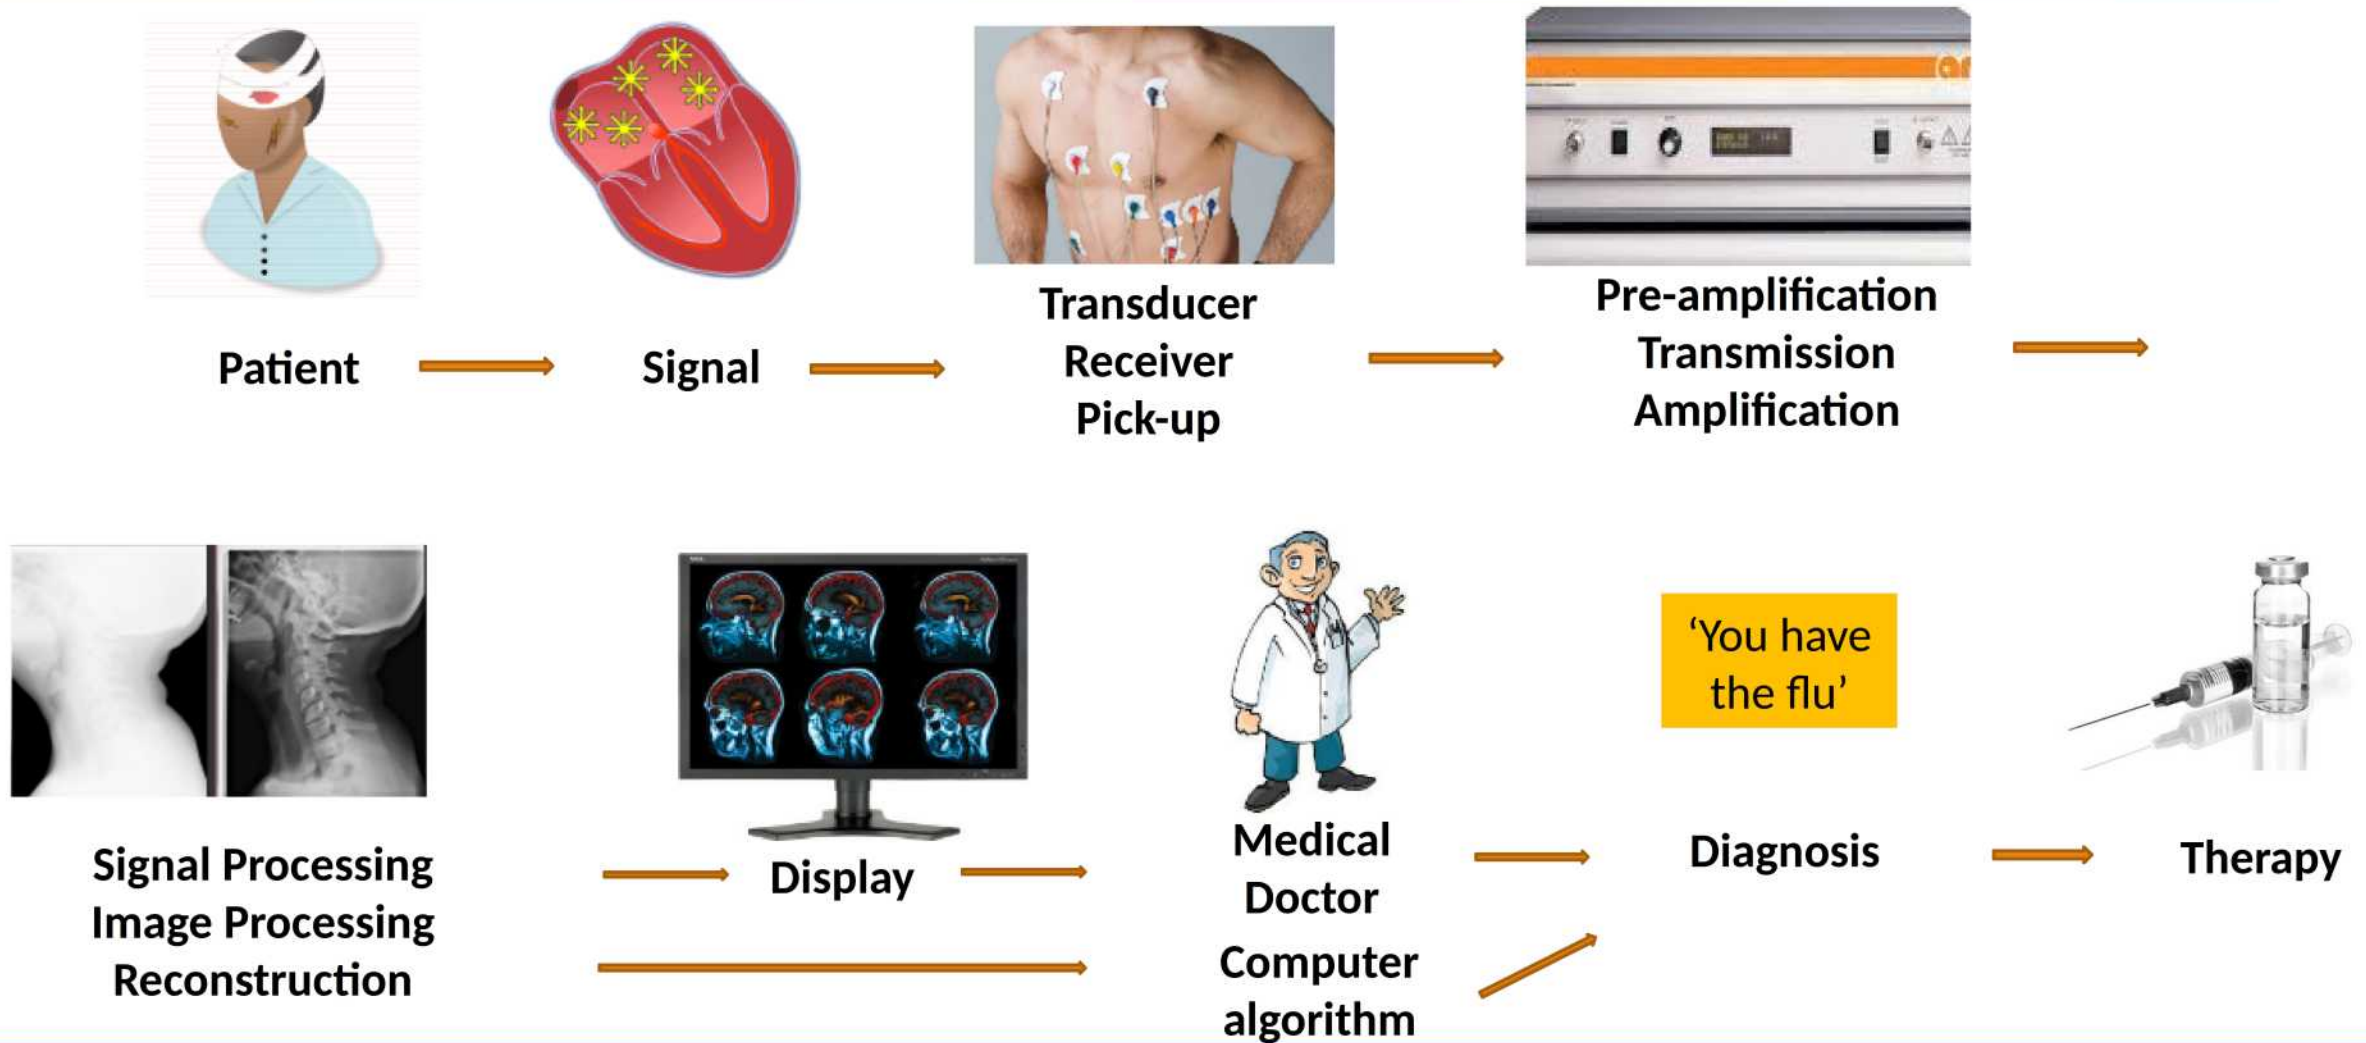 Patient
Signal
Transducer
Receiver
Pick-up
Pre-amplification
Transmission
Amplification
Signal Processing
Image Processing
Reconstruction
Display
Medical
Doctor
Computer
algorithm
‘You have
the flu’
Diagnosis
Therapy